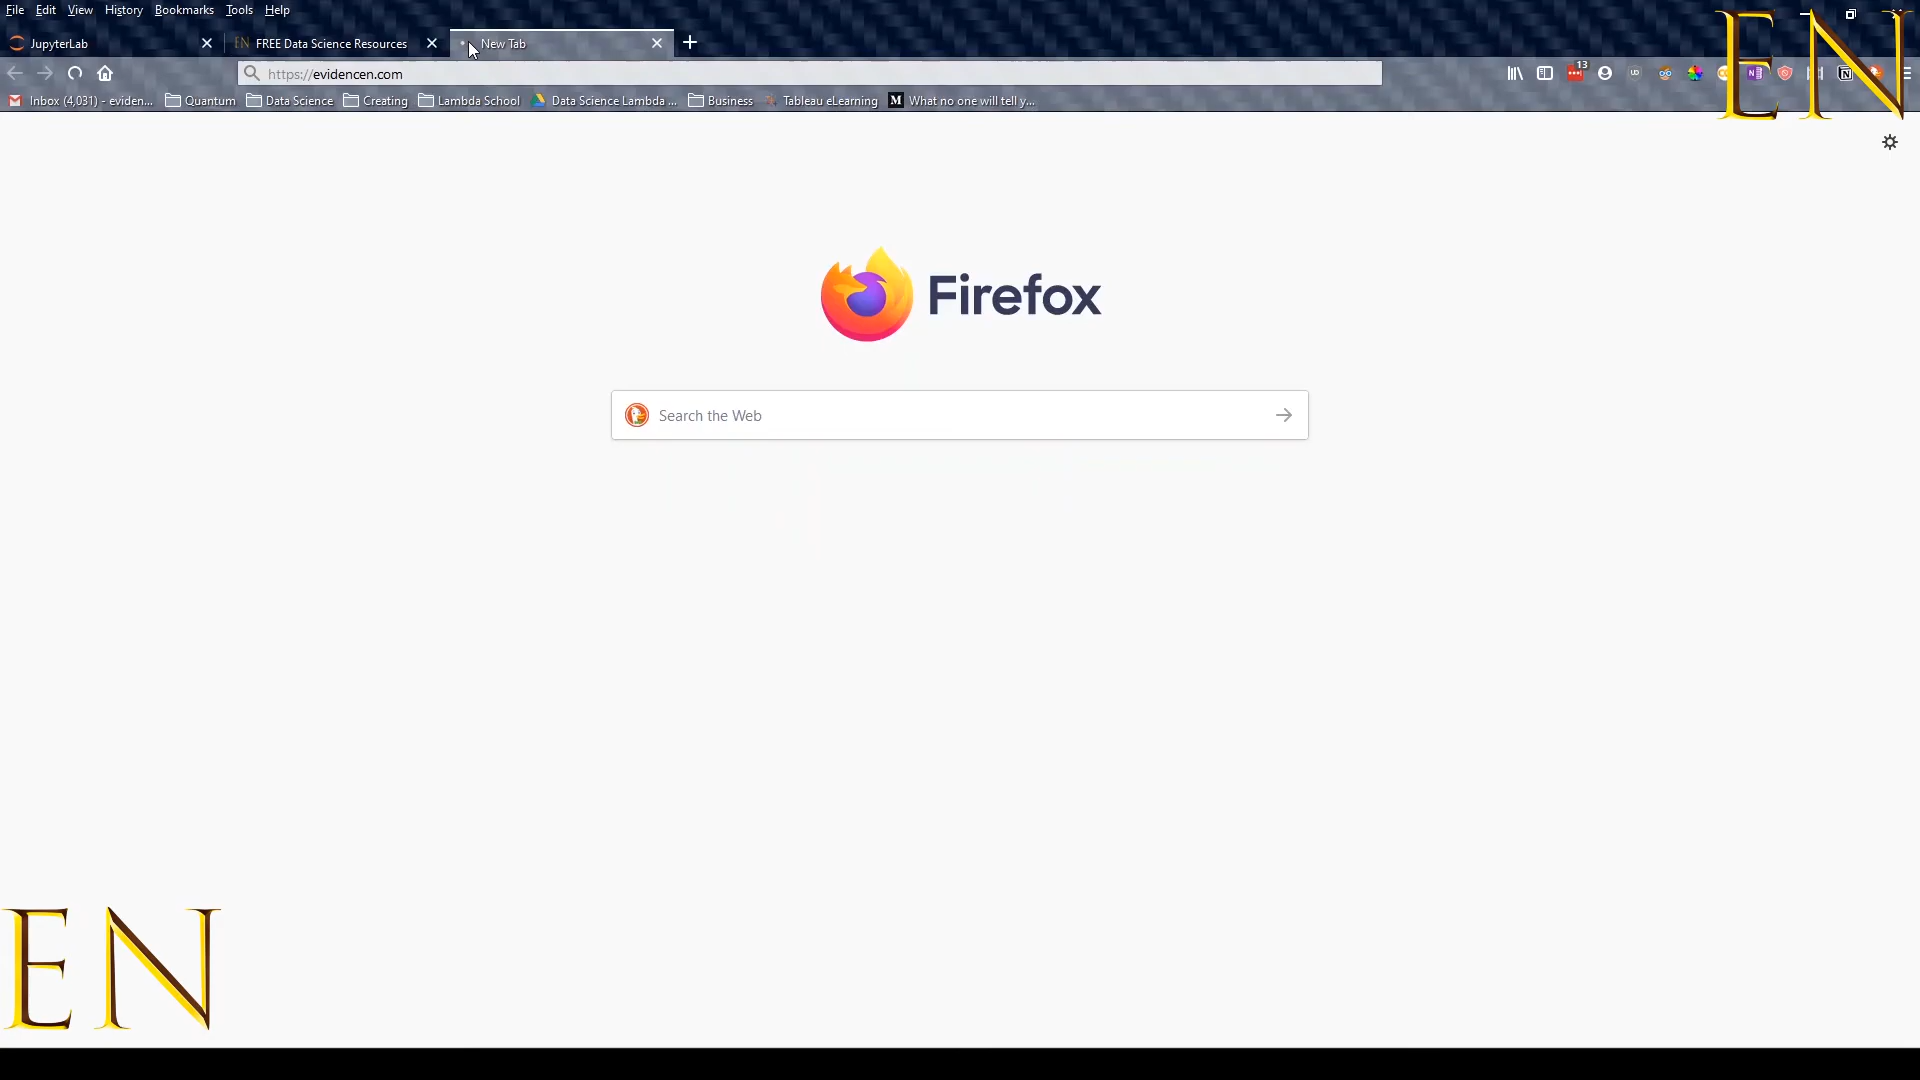 File Edit View History Bookmarks Tools Help
JupyterLab FREE Data Science Resources New Tab
https://evidencen.com
13
Inbox (4,031) - eviden... Quantum Data Science Creating Lambda School Data Science Lambda ... Business Tableau eLearning M What no one will tell y...
EN
Firefox
Search the Web
EN